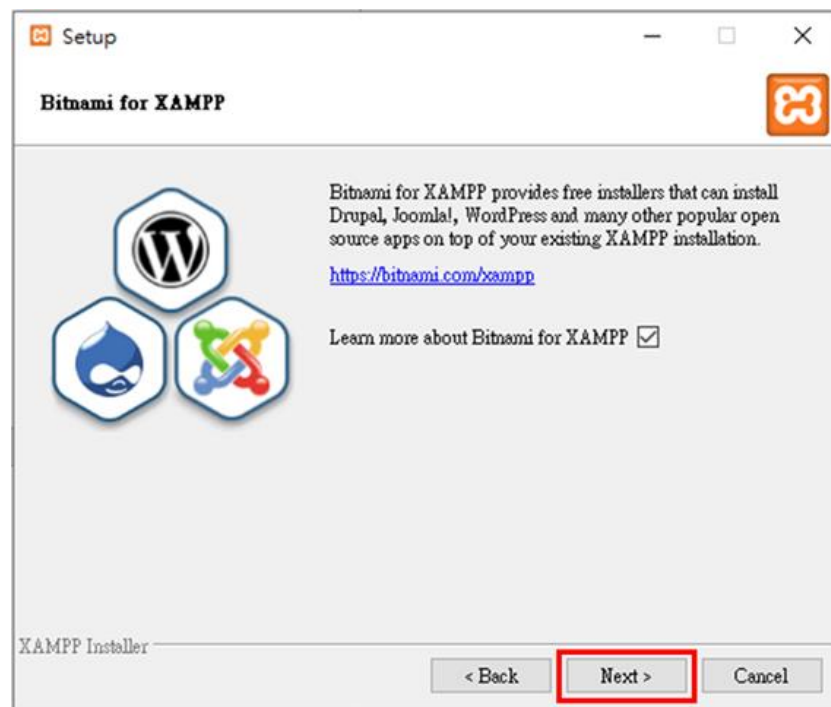 Setup
Bitnami for XAMPP
Bitnami for XAMPP provides free installers that can install
Drupal, Joomla!, WordPress and many other popular open
source apps on top of your existing XAMPP installation.
https://bitnami.com/xampp
Learn more about Bitnami for XAMPP
XAMPP Installer
< Back
Next >
Cancel